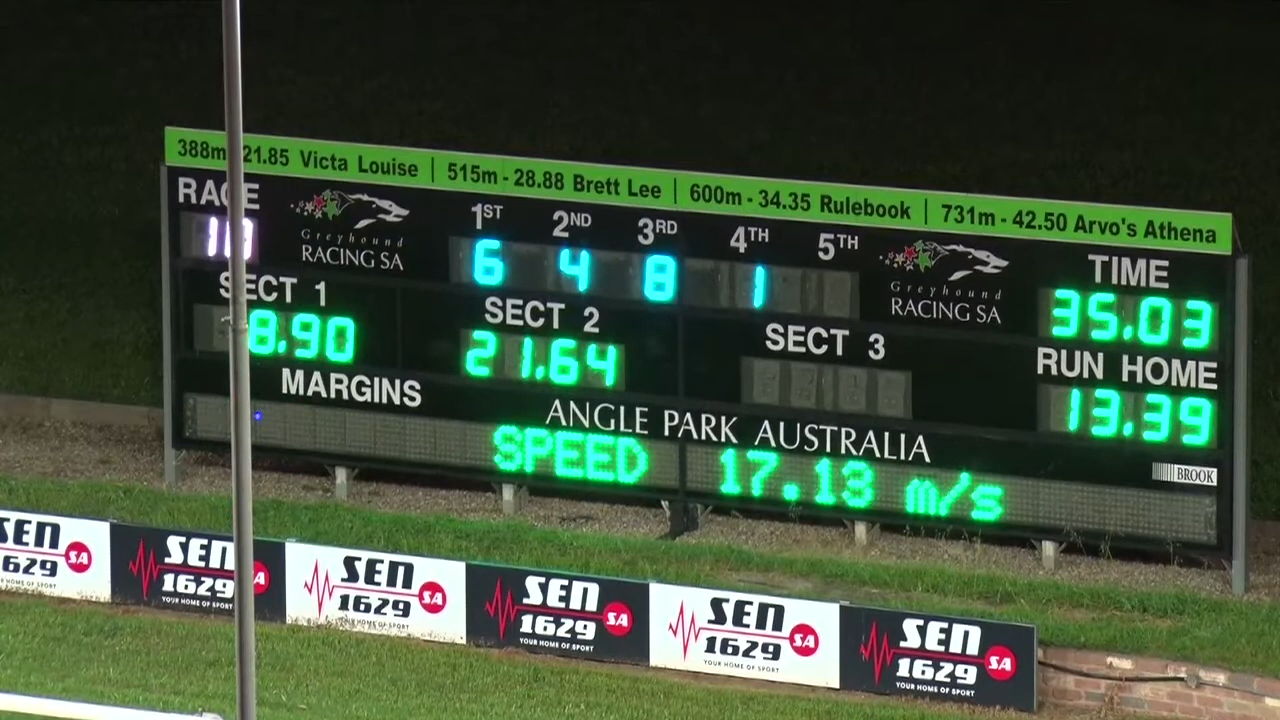 388m - 21.85 Victa Louise | 515m - 28.88 Brett Lee | 600m - 34.35 Rulebook | 731m - 42.50 Arvo's Athena
RACE
10
Greyhound
RACING SA
1ST 2ND 3RD 4TH 5TH
6 4 8 1
Greyhound
RACING SA
TIME
35.03
SECT 1
8.90
SECT 2
21.64
SECT 3
RUN HOME
13.39
MARGINS
ANGLE PARK AUSTRALIA
SPEED 17.13 m/s
BROOK
SEN SA
1629
YOUR HOME OF SPORT
SEN
1629
YOUR HOME OF SPORT
SEN SA
1629
YOUR HOME OF SPORT
SEN SA
1629
YOUR HOME OF SPORT
SEN SA
1629
YOUR HOME OF SPORT